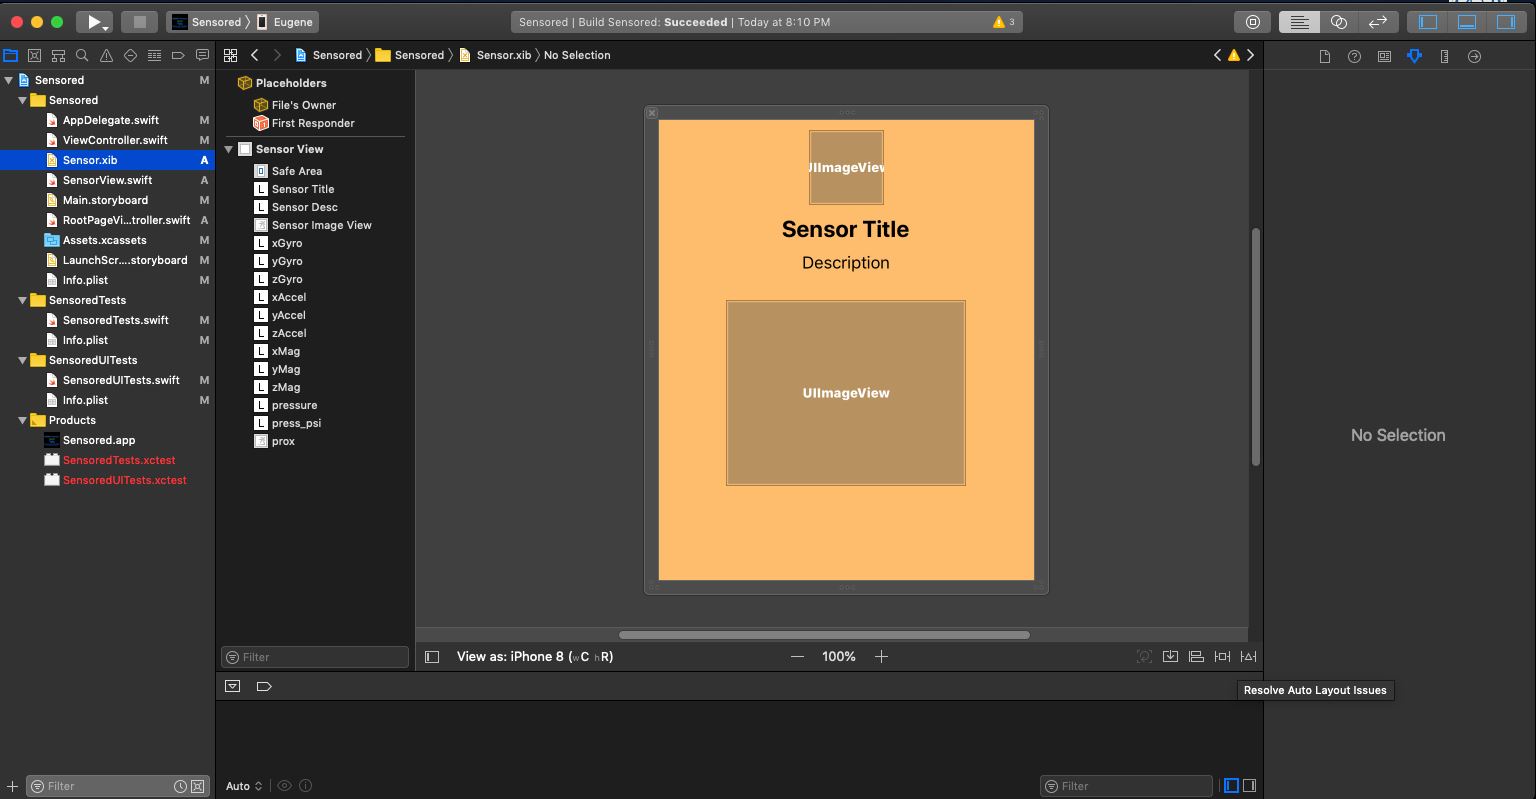 Sensored
Eugene
Sensored | Build Sensored: Succeeded | Today at 8:10 PM
3
Sensored
Sensored
Sensor.xib
No Selection
Sensored M
Sensored
AppDelegate.swift M
ViewController.swift M
Sensor.xib A
SensorView.swift A
Main.storyboard M
RootPageVi...troller.swift A
Assets.xcassets M
LaunchScr....storyboard M
Info.plist M
SensoredTests
SensoredTests.swift M
Info.plist M
SensoredUITests
SensoredUITests.swift M
Info.plist M
Products
Sensored.app
SensoredTests.xctest
SensoredUITests.xctest
Filter
Placeholders
File's Owner
First Responder
Sensor View
Safe Area
L Sensor Title
L Sensor Desc
Sensor Image View
L xGyro
L yGyro
L zGyro
L xAccel
L yAccel
L zAccel
L xMag
L yMag
L zMag
L pressure
L press_psi
prox
Filter
UIImageView
Sensor Title
Description
UIImageView
View as: iPhone 8 (wC hR)
100%
No Selection
Resolve Auto Layout Issues
Auto
Filter